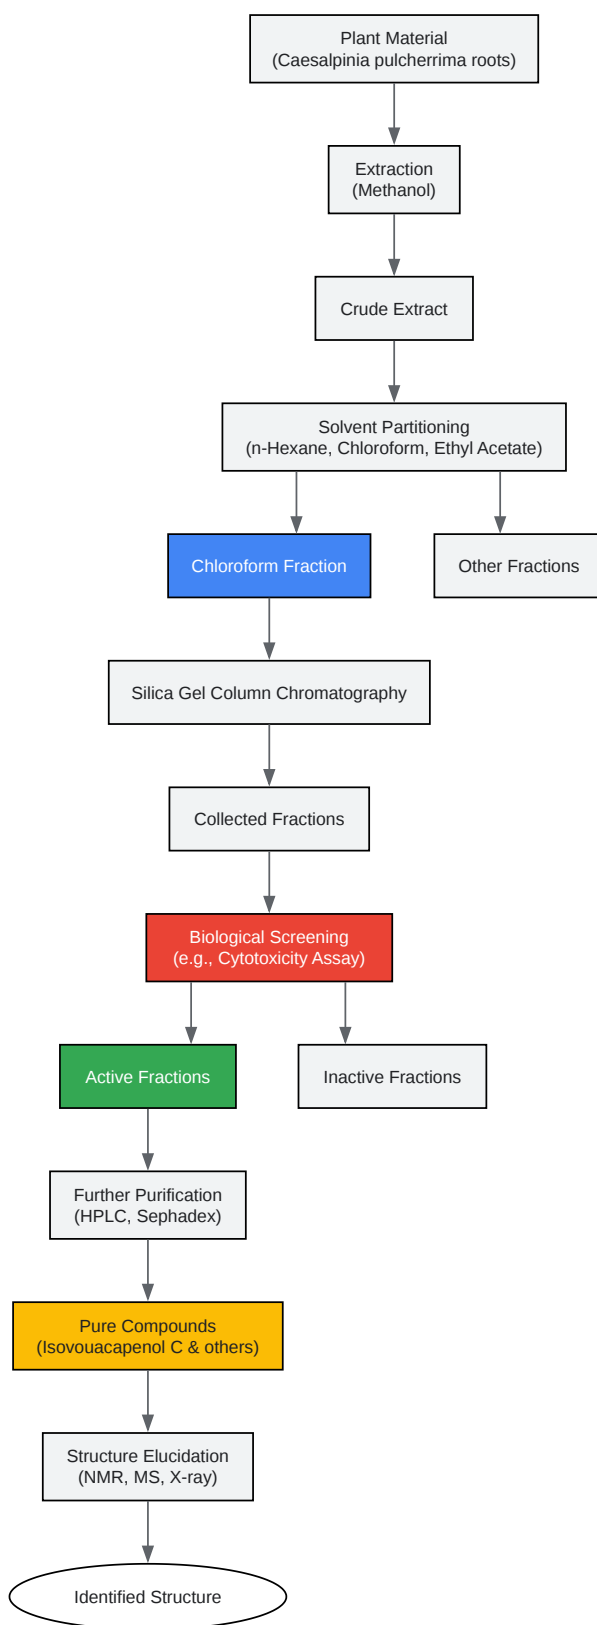 Plant Material
(Caesalpinia pulcherrima roots)
Extraction
(Methanol)
Crude Extract
Solvent Partitioning
(n-Hexane, Chloroform, Ethyl Acetate)
Chloroform Fraction
Other Fractions
Silica Gel Column Chromatography
Collected Fractions
Biological Screening
(e.g., Cytotoxicity Assay)
Active Fractions
Inactive Fractions
Further Purification
(HPLC, Sephadex)
Pure Compounds
(Isovouacapenol C & others)
Structure Elucidation
(NMR, MS, X-ray)
Identified Structure